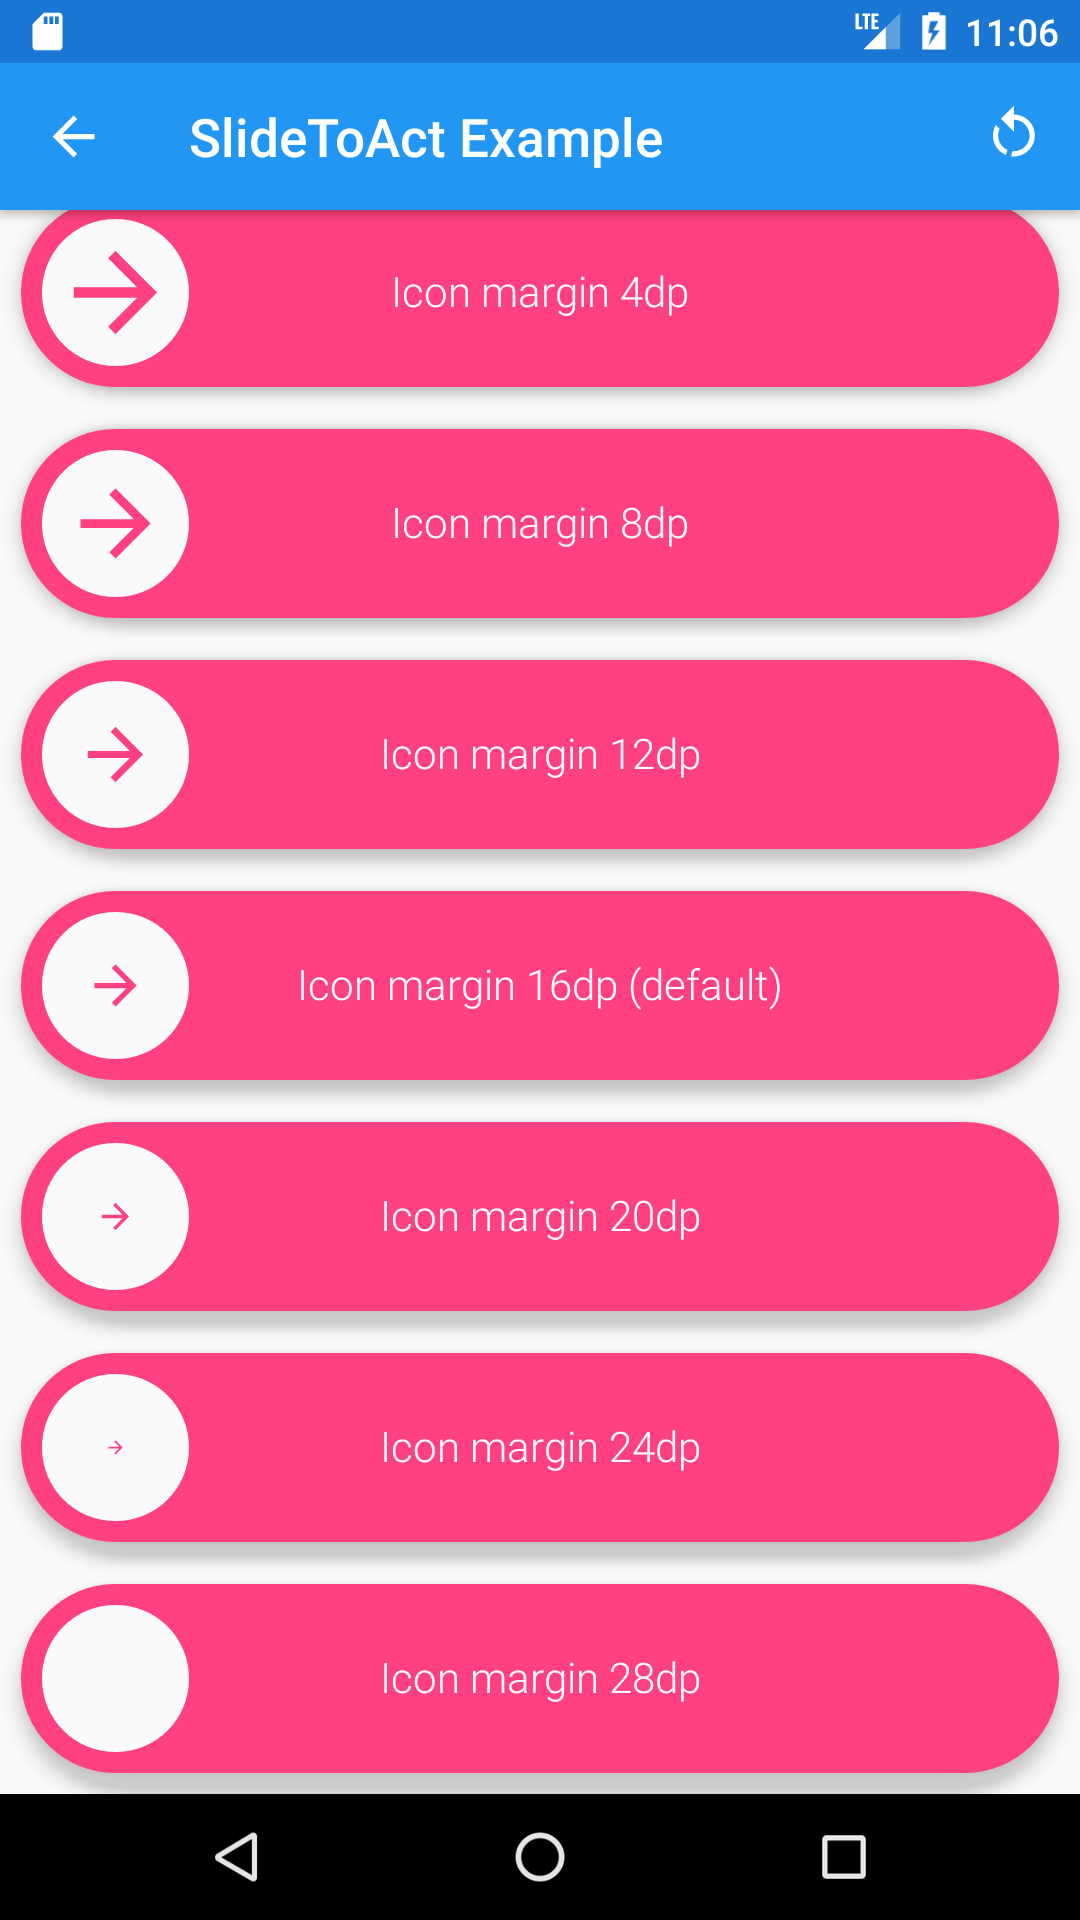 LTE 11:06
SlideToAct Example
Icon margin 4dp
Icon margin 8dp
Icon margin 12dp
Icon margin 16dp (default)
Icon margin 20dp
Icon margin 24dp
Icon margin 28dp